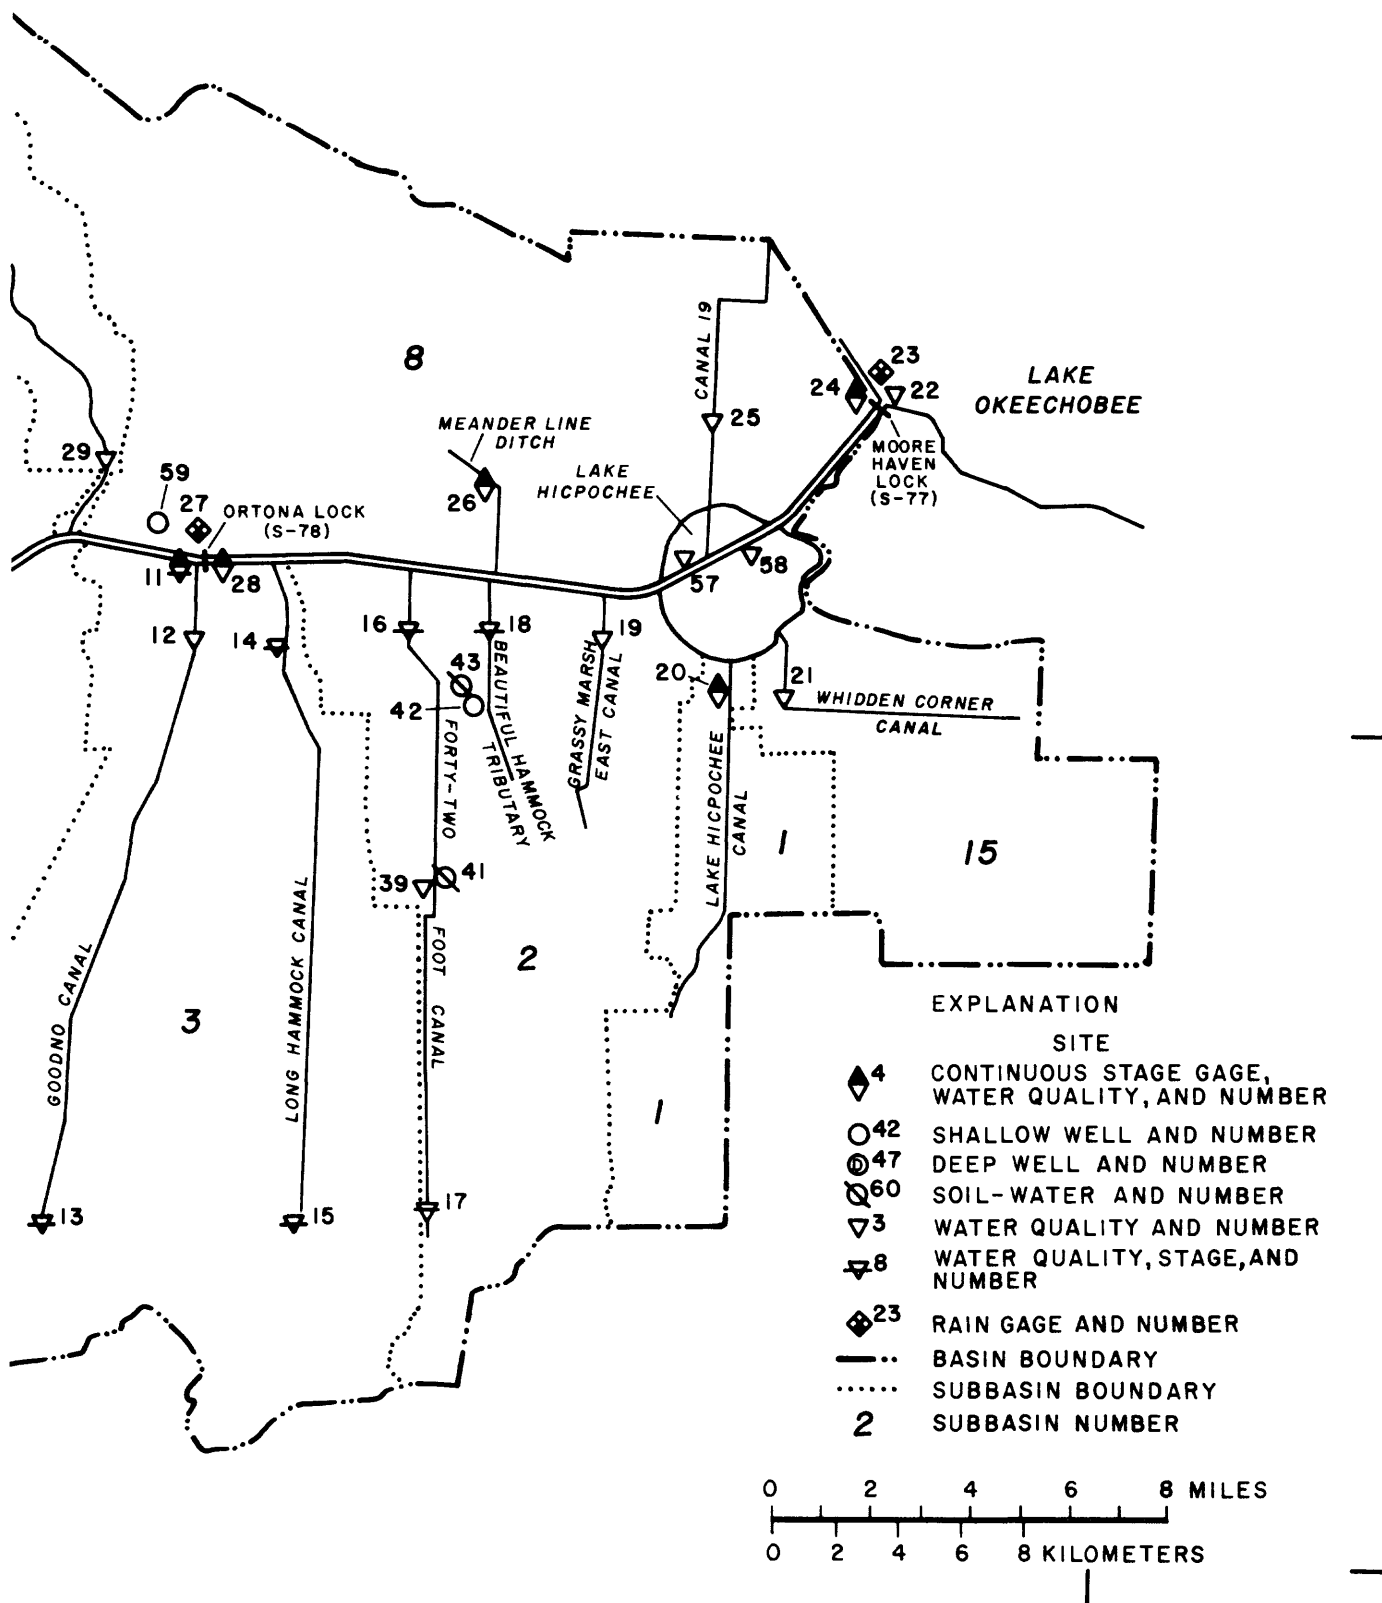 8
CANAL 19
23
24
22
LAKE
OKEECHOBEE
25
MEANDER LINE
DITCH
26
LAKE
HICPOCHEE
MOORE
HAVEN
LOCK
(S-77)
29
59
27
ORTONA LOCK
(S-78)
11
28
57
58
12
14
16
18
19
43
42
20
21
WHIDDEN CORNER
CANAL
BEAUTIFUL HAMMOCK
TRIBUTARY
GRASSY MARSH
EAST CANAL
FORTY-TWO
FOOT CANAL
LAKE HICPOCHEE
CANAL
39
41
1
15
GOODNO CANAL
LONG HAMMOCK CANAL
3
2
1
13
15
17
EXPLANATION
SITE
4 CONTINUOUS STAGE GAGE,
WATER QUALITY, AND NUMBER
42 SHALLOW WELL AND NUMBER
D 47 DEEP WELL AND NUMBER
60 SOIL-WATER AND NUMBER
3 WATER QUALITY AND NUMBER
8 WATER QUALITY, STAGE, AND
NUMBER
23 RAIN GAGE AND NUMBER
BASIN BOUNDARY
SUBBASIN BOUNDARY
2 SUBBASIN NUMBER
0 2 4 6 8 MILES
0 2 4 6 8 KILOMETERS